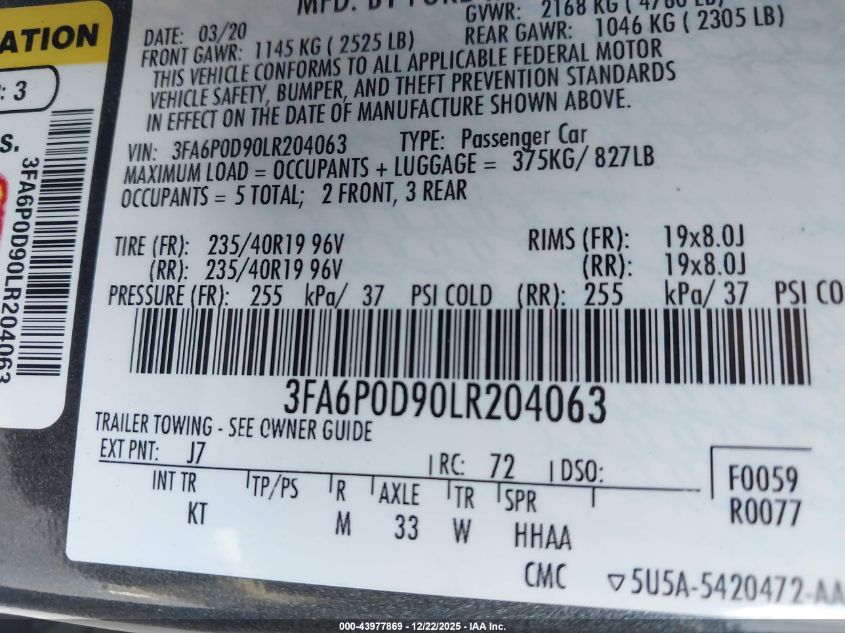 MFD. BY FORD
GVWR: 2168 KG (4780 LB)
DATE: 03/20
FRONT GAWR: 1145 KG (2525 LB)
REAR GAWR: 1046 KG (2305 LB)
THIS VEHICLE CONFORMS TO ALL APPLICABLE FEDERAL MOTOR
VEHICLE SAFETY, BUMPER, AND THEFT PREVENTION STANDARDS
IN EFFECT ON THE DATE OF MANUFACTURE SHOWN ABOVE.
VIN: 3FA6P0D90LR204063 TYPE: Passenger Car
MAXIMUM LOAD = OCCUPANTS + LUGGAGE = 375KG/ 827LB
OCCUPANTS = 5 TOTAL; 2 FRONT, 3 REAR
TIRE (FR): 235/40R19 96V RIMS (FR): 19x8.0J
(RR): 235/40R19 96V (RR): 19x8.0J
PRESSURE (FR): 255 kPa/ 37 PSI COLD (RR): 255 kPa/ 37 PSI CO
3FA6P0D90LR204063
TRAILER TOWING - SEE OWNER GUIDE
EXT PNT: J7 RC: 72 DSO:
INT TR TP/PS R AXLE TR SPR
KT M 33 W HHAA
CMC
F0059
R0077
▽5U5A-5420472-AA
ATION
: 3
S.
3FA6P0D90LR204063
000-43977869 - 12/22/2025 - IAA Inc.